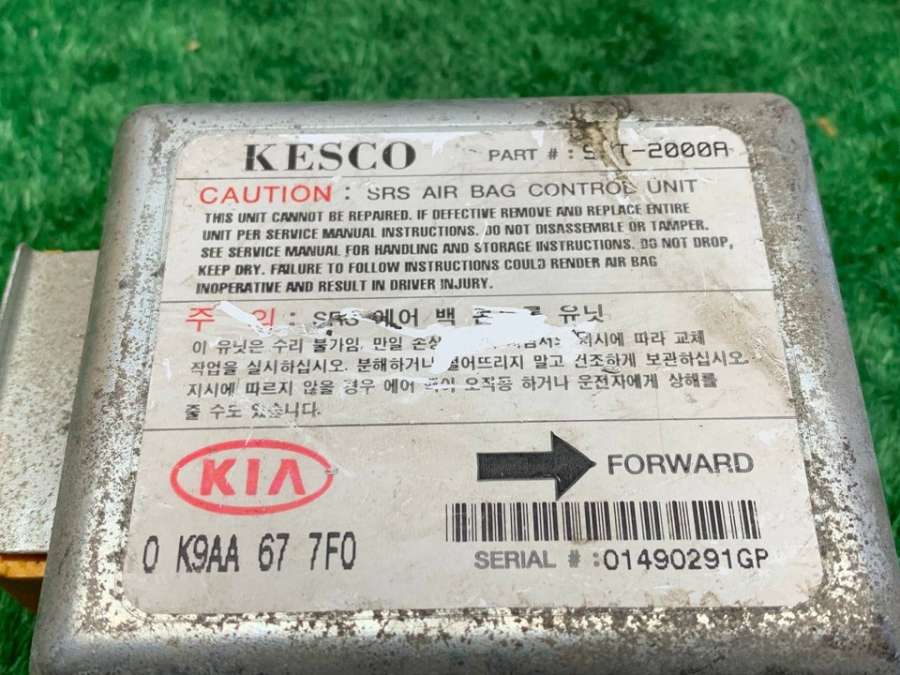 KESCO PART #: -2000A
CAUTION : SRS AIR BAG CONTROL UNIT
THIS UNIT CANNOT BE REPAIRED. IF DEFECTIVE REMOVE AND REPLACE ENTIRE
UNIT PER SERVICE MANUAL INSTRUCTIONS. DO NOT DISASSEMBLE OR TAMPER.
SEE SERVICE MANUAL FOR HANDLING AND STORAGE INSTRUCTIONS. DO NOT DROP,
KEEP DRY. FAILURE TO FOLLOW INSTRUCTIONS COULD RENDER AIR BAG
INOPERATIVE AND RESULT IN DRIVER INJURY.
주 의 : SRS 에어 백 유닛
이 유닛은 수리 불가임. 만일 지시에 따라 교체
작업을 실시하십시오. 분해하거나 떨어뜨리지 말고 건조하게 보관하십시오.
지시에 따르지 않을 경우 에어 백이 오작동 하거나 운전자에게 상해를
줄 수도 있습니다.
KIA FORWARD
0 K9AA 67 7F0
SERIAL #:01490291GP